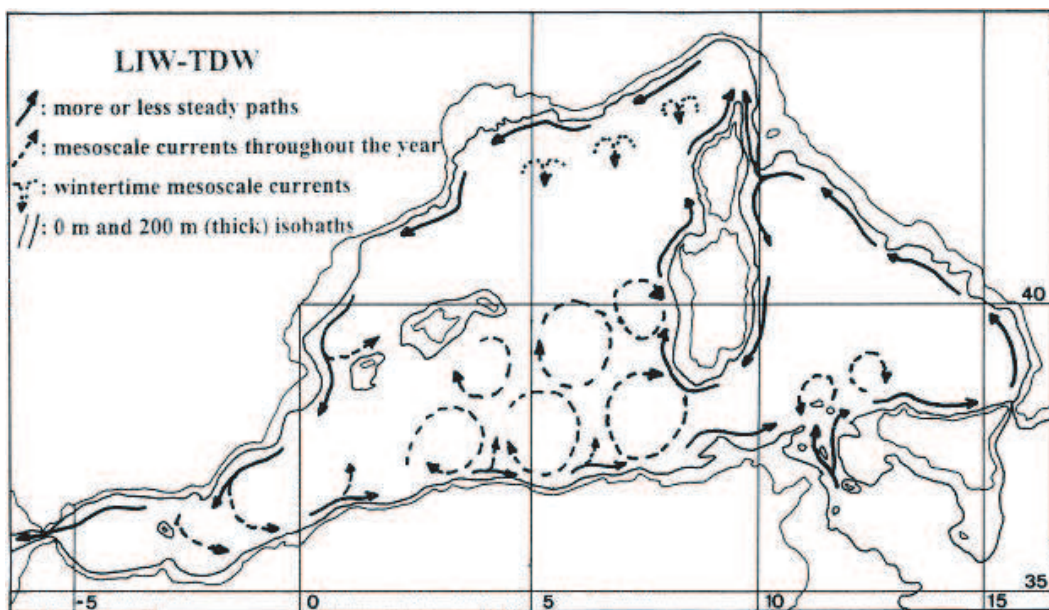 LIW-TDW
: more or less steady paths
: mesoscale currents throughout the year
: wintertime mesoscale currents
: 0 m and 200 m (thick) isobaths
40
35
-5 0 5 10 15